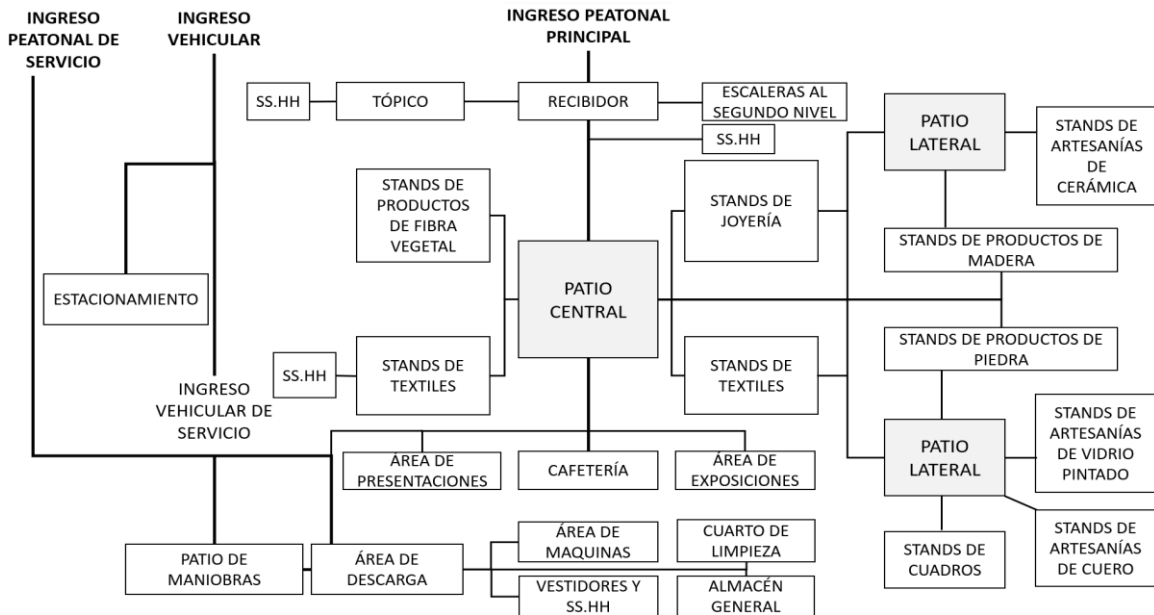 INGRESO
PEATONAL DE
SERVICIO
INGRESO
VEHICULAR
INGRESO PEATONAL
PRINCIPAL
SS.HH
TÓPICO
RECIBIDOR
ESCALERAS AL
SEGUNDO NIVEL
SS.HH
PATIO
LATERAL
STANDS DE
ARTESANÍAS
DE
CERÁMICA
STANDS DE
PRODUCTOS
DE FIBRA
VEGETAL
STANDS DE
JOYERÍA
STANDS DE PRODUCTOS DE
MADERA
ESTACIONAMIENTO
PATIO
CENTRAL
STANDS DE PRODUCTOS DE
PIEDRA
SS.HH
STANDS DE
TEXTILES
STANDS DE
TEXTILES
INGRESO
VEHICULAR DE
SERVICIO
PATIO
LATERAL
STANDS DE
ARTESANÍAS
DE VIDRIO
PINTADO
ÁREA DE
PRESENTACIONES
CAFETERÍA
ÁREA DE
EXPOSICIONES
PATIO DE
MANIOBRAS
ÁREA DE
DESCARGA
ÁREA DE
MAQUINAS
CUARTO DE
LIMPIEZA
STANDS DE
CUADROS
STANDS DE
ARTESANÍAS
DE CUERO
VESTIDORES Y
SS.HH
ALMACÉN
GENERAL